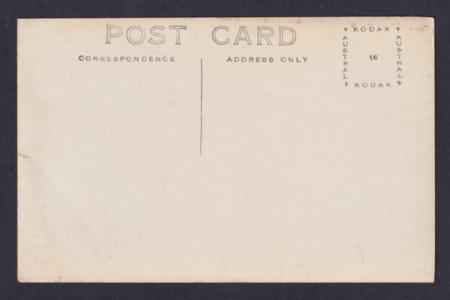 POST CARD
CORRESPONDENCE
ADDRESS ONLY
KODAK
AUSTRAL
16
AUSTRAL
KODAK